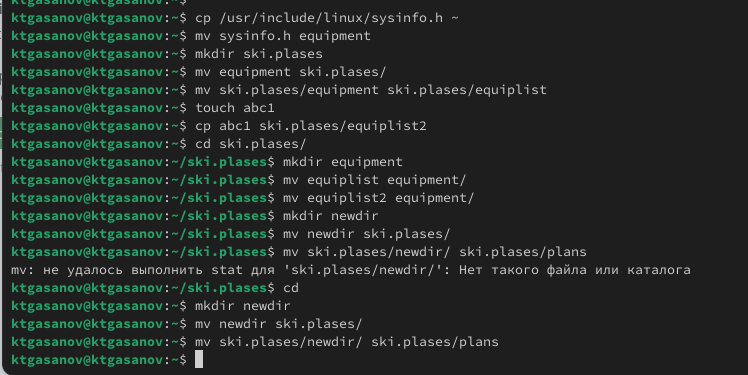 ktgasanov@ktgasanov:~$ cp /usr/include/linux/sysinfo.h ~
ktgasanov@ktgasanov:~$ mv sysinfo.h equipment
ktgasanov@ktgasanov:~$ mkdir ski.plases
ktgasanov@ktgasanov:~$ mv equipment ski.plases/
ktgasanov@ktgasanov:~$ mv ski.plases/equipment ski.plases/equiplist
ktgasanov@ktgasanov:~$ touch abc1
ktgasanov@ktgasanov:~$ cp abc1 ski.plases/equiplist2
ktgasanov@ktgasanov:~$ cd ski.plases/
ktgasanov@ktgasanov:~/ski.plases$ mkdir equipment
ktgasanov@ktgasanov:~/ski.plases$ mv equiplist equipment/
ktgasanov@ktgasanov:~/ski.plases$ mv equiplist2 equipment/
ktgasanov@ktgasanov:~/ski.plases$ mkdir newdir
ktgasanov@ktgasanov:~/ski.plases$ mv newdir ski.plases/
ktgasanov@ktgasanov:~/ski.plases$ mv ski.plases/newdir/ ski.plases/plans
mv: не удалось выполнить stat для 'ski.plases/newdir/': Нет такого файла или каталога
ktgasanov@ktgasanov:~/ski.plases$ cd
ktgasanov@ktgasanov:~$ mkdir newdir
ktgasanov@ktgasanov:~$ mv newdir ski.plases/
ktgasanov@ktgasanov:~$ mv ski.plases/newdir/ ski.plases/plans
ktgasanov@ktgasanov:~$